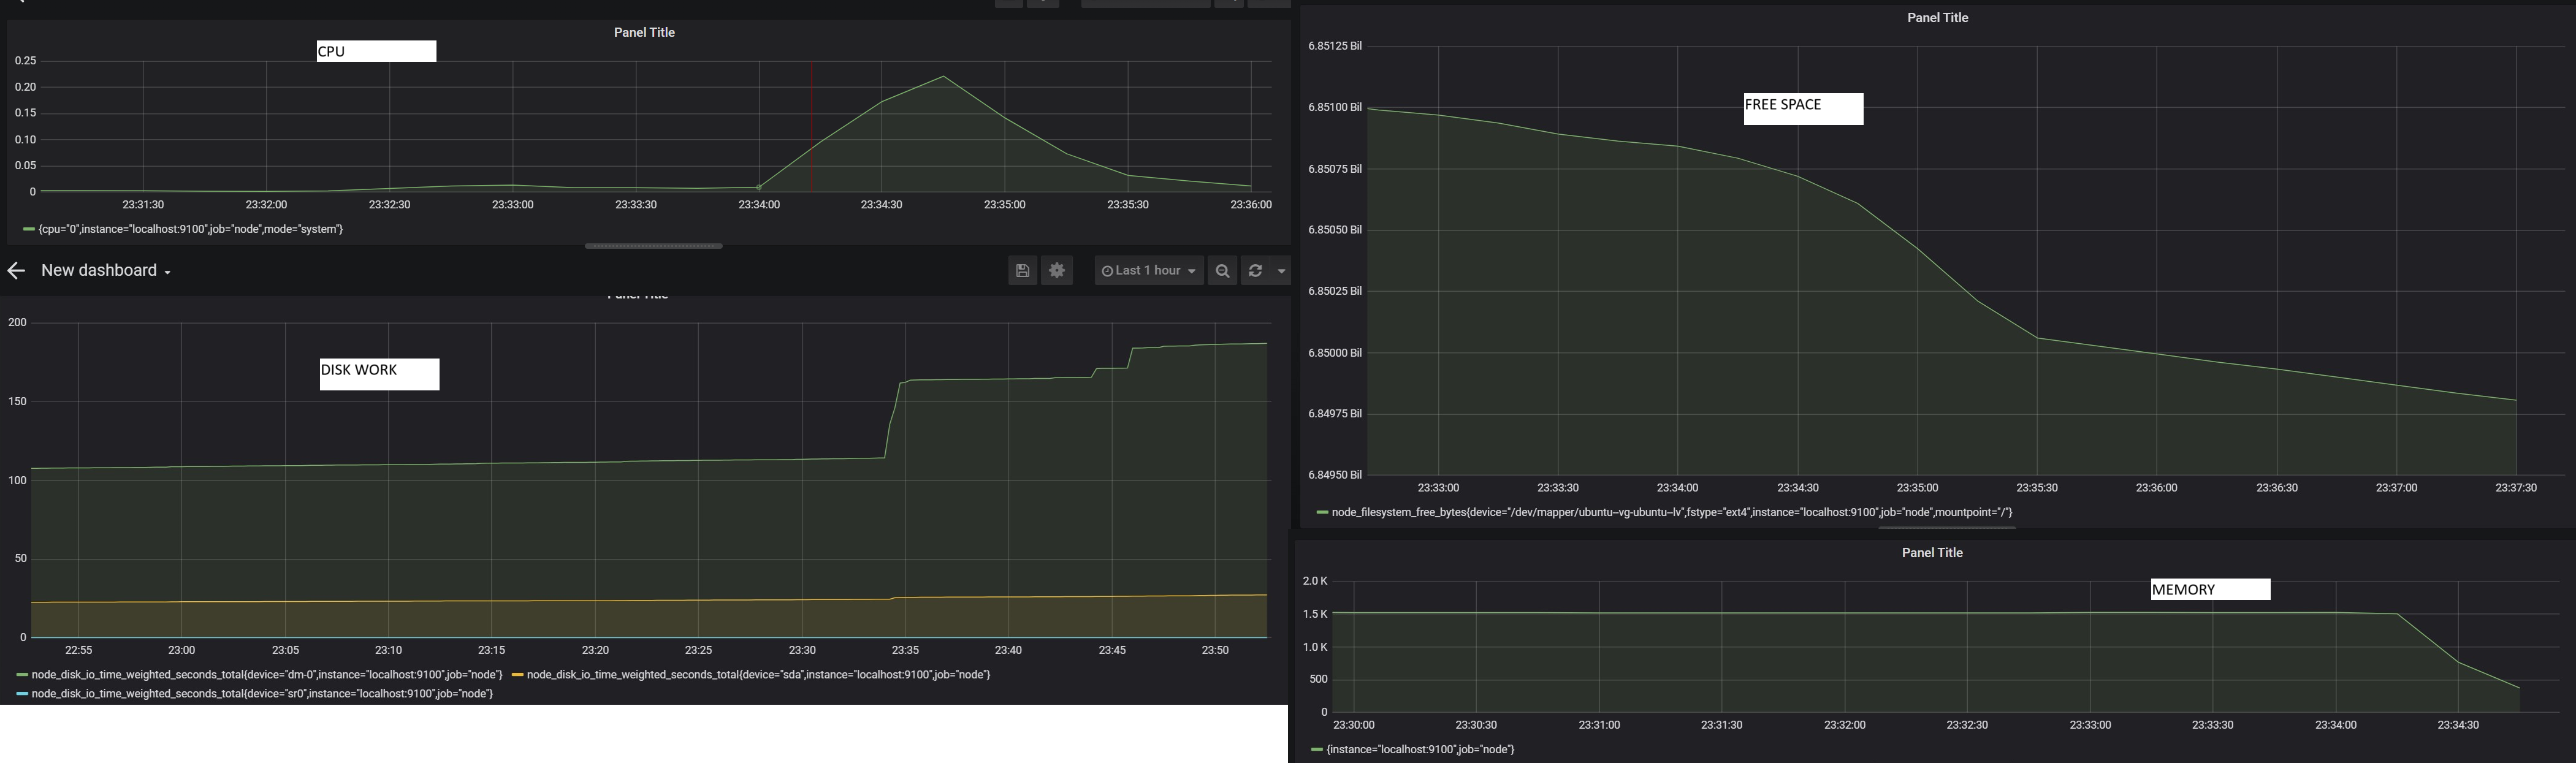 Panel Title
CPU
0.25
0.20
0.15
0.10
0.05
0
23:31:30 23:32:00 23:32:30 23:33:00 23:33:30 23:34:00 23:34:30 23:35:00 23:35:30 23:36:00
{cpu="0",instance="localhost:9100",job="node",mode="system"}
New dashboard
Last 1 hour
Panel Title
DISK WORK
200
150
100
50
0
22:55 23:00 23:05 23:10 23:15 23:20 23:25 23:30 23:35 23:40 23:45 23:50
node_disk_io_time_weighted_seconds_total{device="dm-0",instance="localhost:9100",job="node"} node_disk_io_time_weighted_seconds_total{device="sda",instance="localhost:9100",job="node"}
node_disk_io_time_weighted_seconds_total{device="sr0",instance="localhost:9100",job="node"}
Panel Title
FREE SPACE
6.85125 Bil
6.85100 Bil
6.85075 Bil
6.85050 Bil
6.85025 Bil
6.85000 Bil
6.84975 Bil
6.84950 Bil
23:33:00 23:33:30 23:34:00 23:34:30 23:35:00 23:35:30 23:36:00 23:36:30 23:37:00 23:37:30
node_filesystem_free_bytes{device="/dev/mapper/ubuntu--vg-ubuntu--lv",fstype="ext4",instance="localhost:9100",job="node",mountpoint="/"}
Panel Title
MEMORY
2.0 K
1.5 K
1.0 K
500
0
23:30:00 23:30:30 23:31:00 23:31:30 23:32:00 23:32:30 23:33:00 23:33:30 23:34:00 23:34:30
{instance="localhost:9100",job="node"}